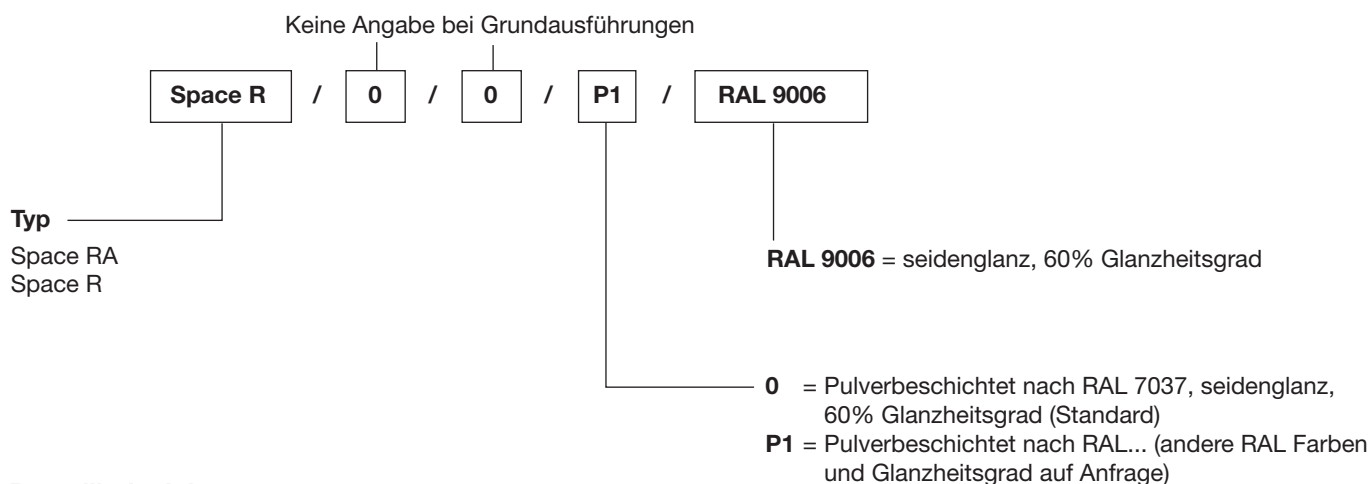 Keine Angabe bei Grundausführungen
Space R / 0 / 0 / P1 / RAL 9006
Typ
Space RA
Space R
RAL 9006 = seidenglanz, 60% Glanzheitsgrad
0 = Pulverbeschichtet nach RAL 7037, seidenglanz,
60% Glanzheitsgrad (Standard)
P1 = Pulverbeschichtet nach RAL... (andere RAL Farben
und Glanzheitsgrad auf Anfrage)